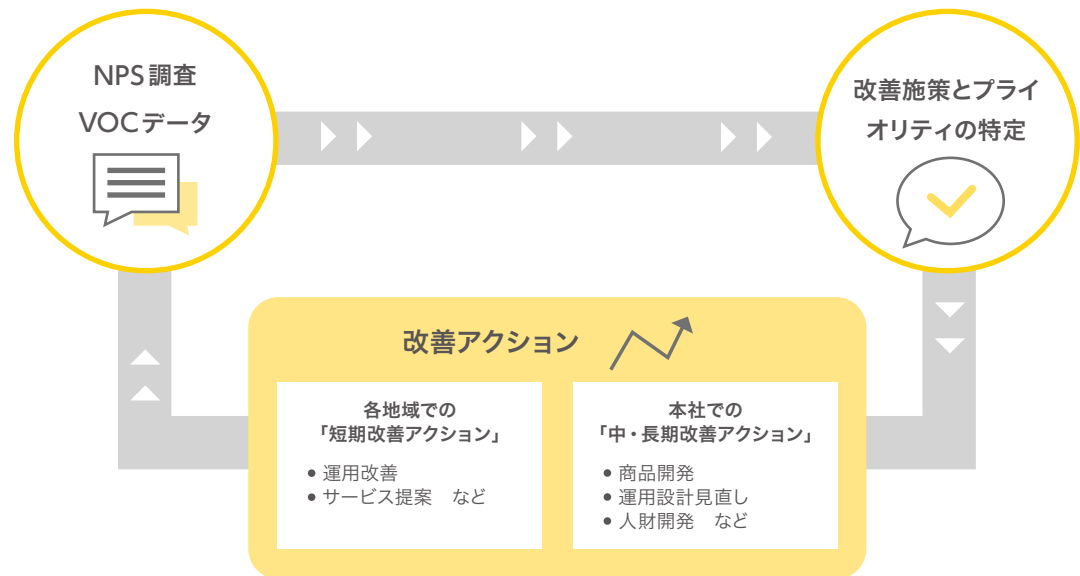 NPS調査
VOCデータ
改善施策とプライ
オリティの特定
改善アクション
各地域での
「短期改善アクション」
• 運用改善
• サービス提案　など
本社での
「中・長期改善アクション」
• 商品開発
• 運用設計見直し
• 人財開発　など